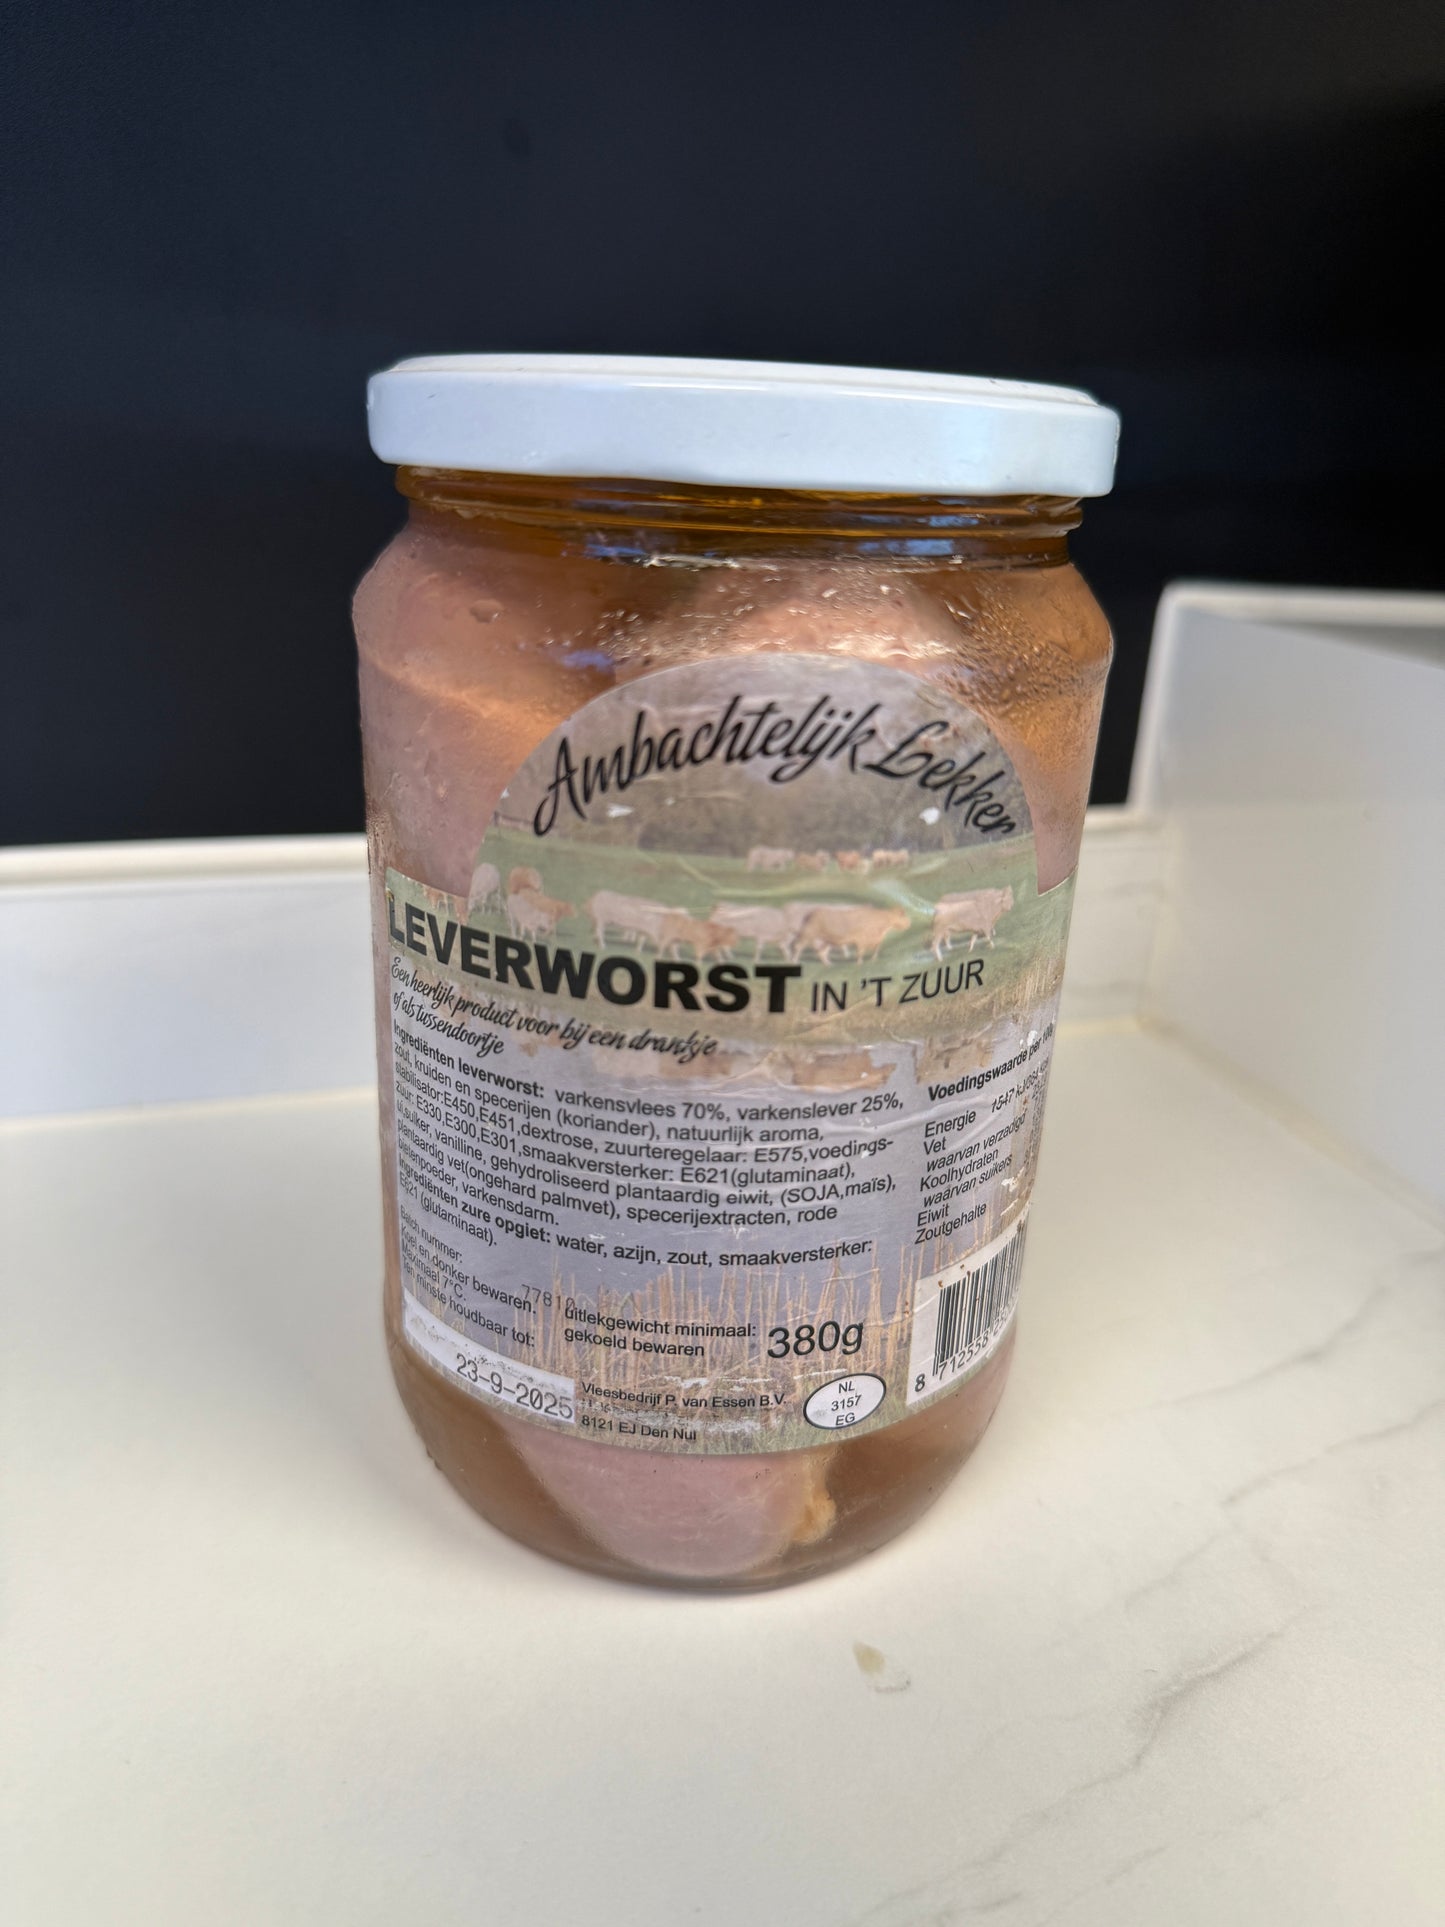 Ambachtelijk Lekker
LEVERWORST IN 'T ZUUR
Een heerlijk product voor bij een drankje
of als tussendoortje
Ingrediënten leverworst: varkensvlees 70%, varkenslever 25%,
zout, kruiden en specerijen (koriander), natuurlijk aroma,
stabilisator:E450,E451,dextrose, zuurteregelaar: E575,voedings-
zuur: E330,E300,E301,smaakversterker: E621(glutaminaat),
ui,suiker, vanilline, gehydroliseerd plantaardig eiwit, (SOJA,maïs),
plantaardig vet(ongehard palmvet), specerijextracten, rode
bietenpoeder, varkensdarm.
Ingrediënten zure opgiet: water, azijn, zout, smaakversterker:
E621 (glutaminaat).
Batch nummer: 77810
Koel en donker bewaren.
Maximaal 7°C.
Ten minste houdbaar tot:
23-9-2025
uitlekgewicht minimaal: 380g
gekoeld bewaren
Vleesbedrijf P. van Essen B.V.
8121 EJ Den Nul
NL
3157
EG
Voedingswaarde per
Energie 1547
Vet
waarvan verzadigd
Koolhydraten
waarvan suikers
Eiwit
Zoutgehalte
8 712558